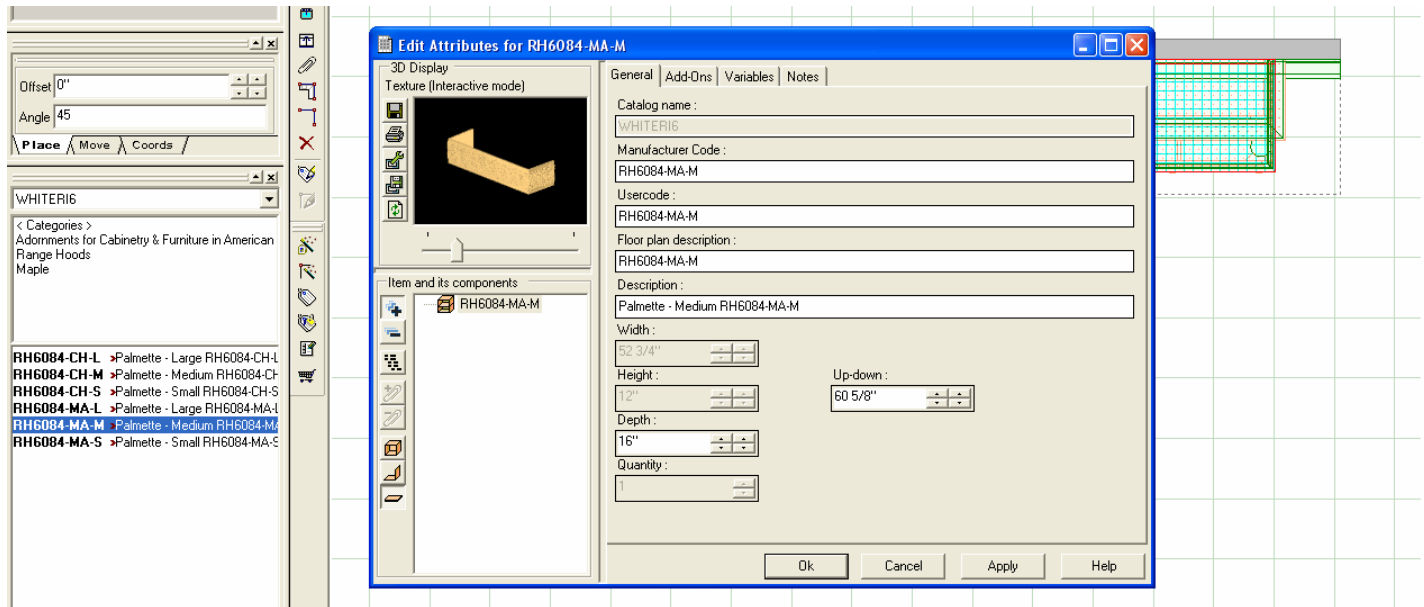 Offset 0"
Angle 45
Place Move Coords
WHITERI6
< Categories >
Adornments for Cabinetry & Furniture in American
Range Hoods
Maple
RH6084-CH-L >Palmette - Large RH6084-CH-L
RH6084-CH-M >Palmette - Medium RH6084-CH
RH6084-CH-S >Palmette - Small RH6084-CH-S
RH6084-MA-L >Palmette - Large RH6084-MA-L
RH6084-MA-M >Palmette - Medium RH6084-MA
RH6084-MA-S >Palmette - Small RH6084-MA-S
Edit Attributes for RH6084-MA-M
3D Display
Texture (Interactive mode)
Item and its components
RH6084-MA-M
General Add-Ons Variables Notes
Catalog name :
WHITERI6
Manufacturer Code :
RH6084-MA-M
Usercode :
RH6084-MA-M
Floor plan description :
RH6084-MA-M
Description :
Palmette - Medium RH6084-MA-M
Width :
52 3/4"
Height :
12"
Up-down :
60 5/8"
Depth :
16"
Quantity :
1
Ok Cancel Apply Help